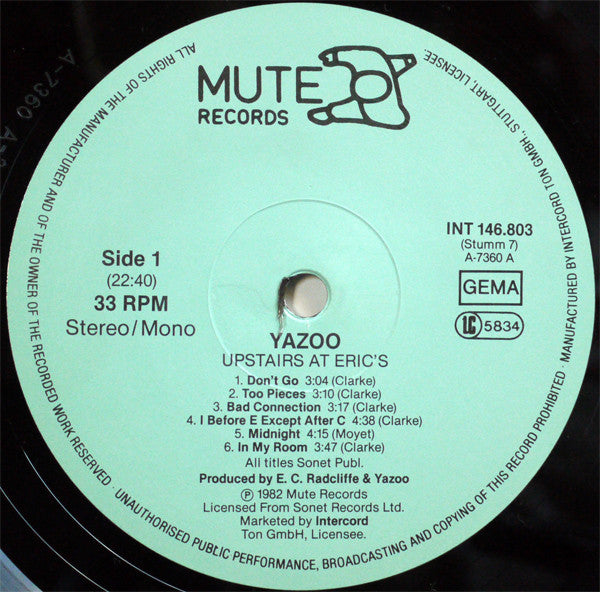 MUTE
RECORDS
ALL RIGHTS OF THE MANUFACTURER AND OF THE OWNER OF THE RECORDED WORK RESERVED · UNAUTHORISED PUBLIC PERFORMANCE, BROADCASTING AND COPYING OF THIS RECORD PROHIBITED · MANUFACTURED BY INTERCORD TON GMBH., STUTTGART, LICENSEE.
A-7360 A
Side 1
(22:40)
33 RPM
Stereo/Mono
INT 146.803
(Stumm 7)
A-7360 A
GEMA
LC 5834
YAZOO
UPSTAIRS AT ERIC'S
1. Don't Go 3:04 (Clarke)
2. Too Pieces 3:10 (Clarke)
3. Bad Connection 3:17 (Clarke)
4. I Before E Except After C 4:38 (Clarke)
5. Midnight 4:15 (Moyet)
6. In My Room 3:47 (Clarke)
All titles Sonet Publ.
Produced by E. C. Radcliffe & Yazoo
Ⓟ 1982 Mute Records
Licensed From Sonet Records Ltd.
Marketed by Intercord
Ton GmbH, Licensee.